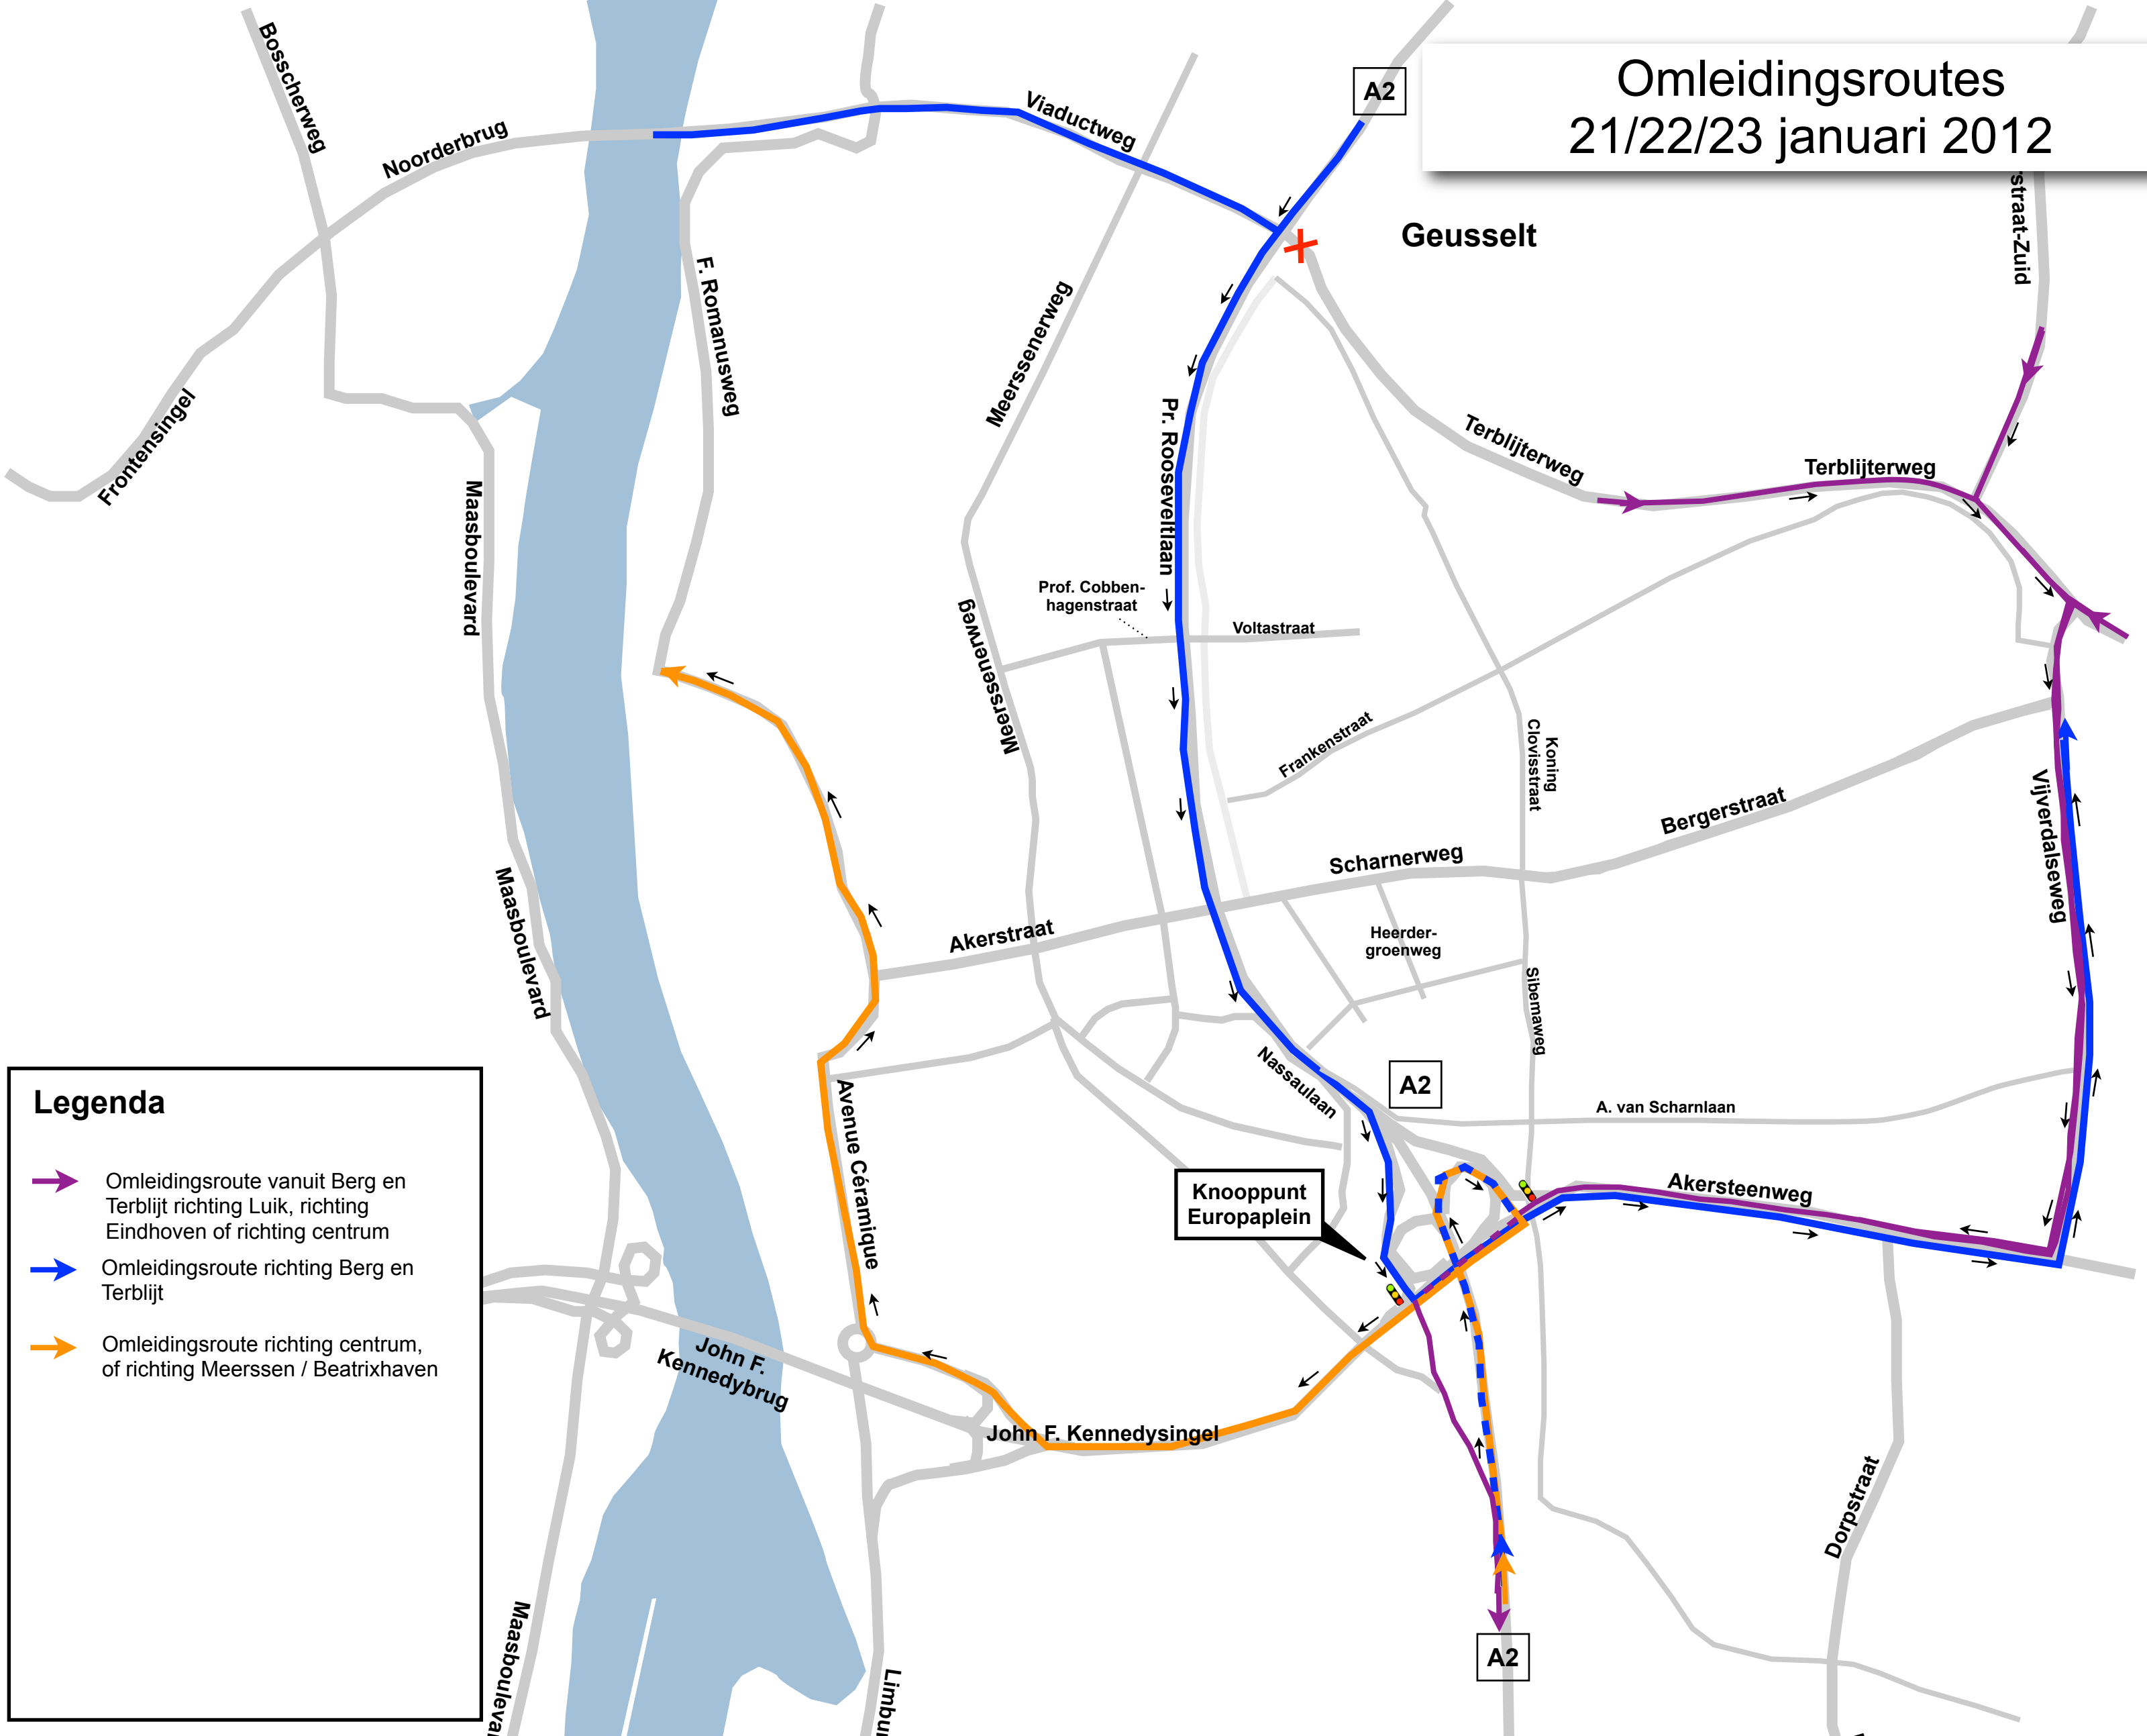 Omleidingsroutes
21/22/23 januari 2012
A2
Bosscherweg
Noorderbrug
Viaductweg
Geusselt
straat-Zuid
F. Romanusweg
Meerssenerweg
Frontensingel
Pr. Rooseveltlaan
Terblijterweg
Terblijterweg
Maasboulevard
Prof. Cobben-
hagenstraat
Voltastraat
Meerssenerweg
Frankenstraat
Koning
Clovisstraat
Bergerstraat
Vijverdalseweg
Scharnerweg
Akerstraat
Heerder-
groenweg
Maasboulevard
Sibemaweg
Nassaulaan
A2
A. van Scharnlaan
Avenue Céramique
Knooppunt
Europaplein
Akersteenweg
John F.
Kennedybrug
John F. Kennedysingel
Dorpstraat
A2
Legenda
Omleidingsroute vanuit Berg en
Terblijt richting Luik, richting
Eindhoven of richting centrum
Omleidingsroute richting Berg en
Terblijt
Omleidingsroute richting centrum,
of richting Meerssen / Beatrixhaven
Maasbouleva
Limbu